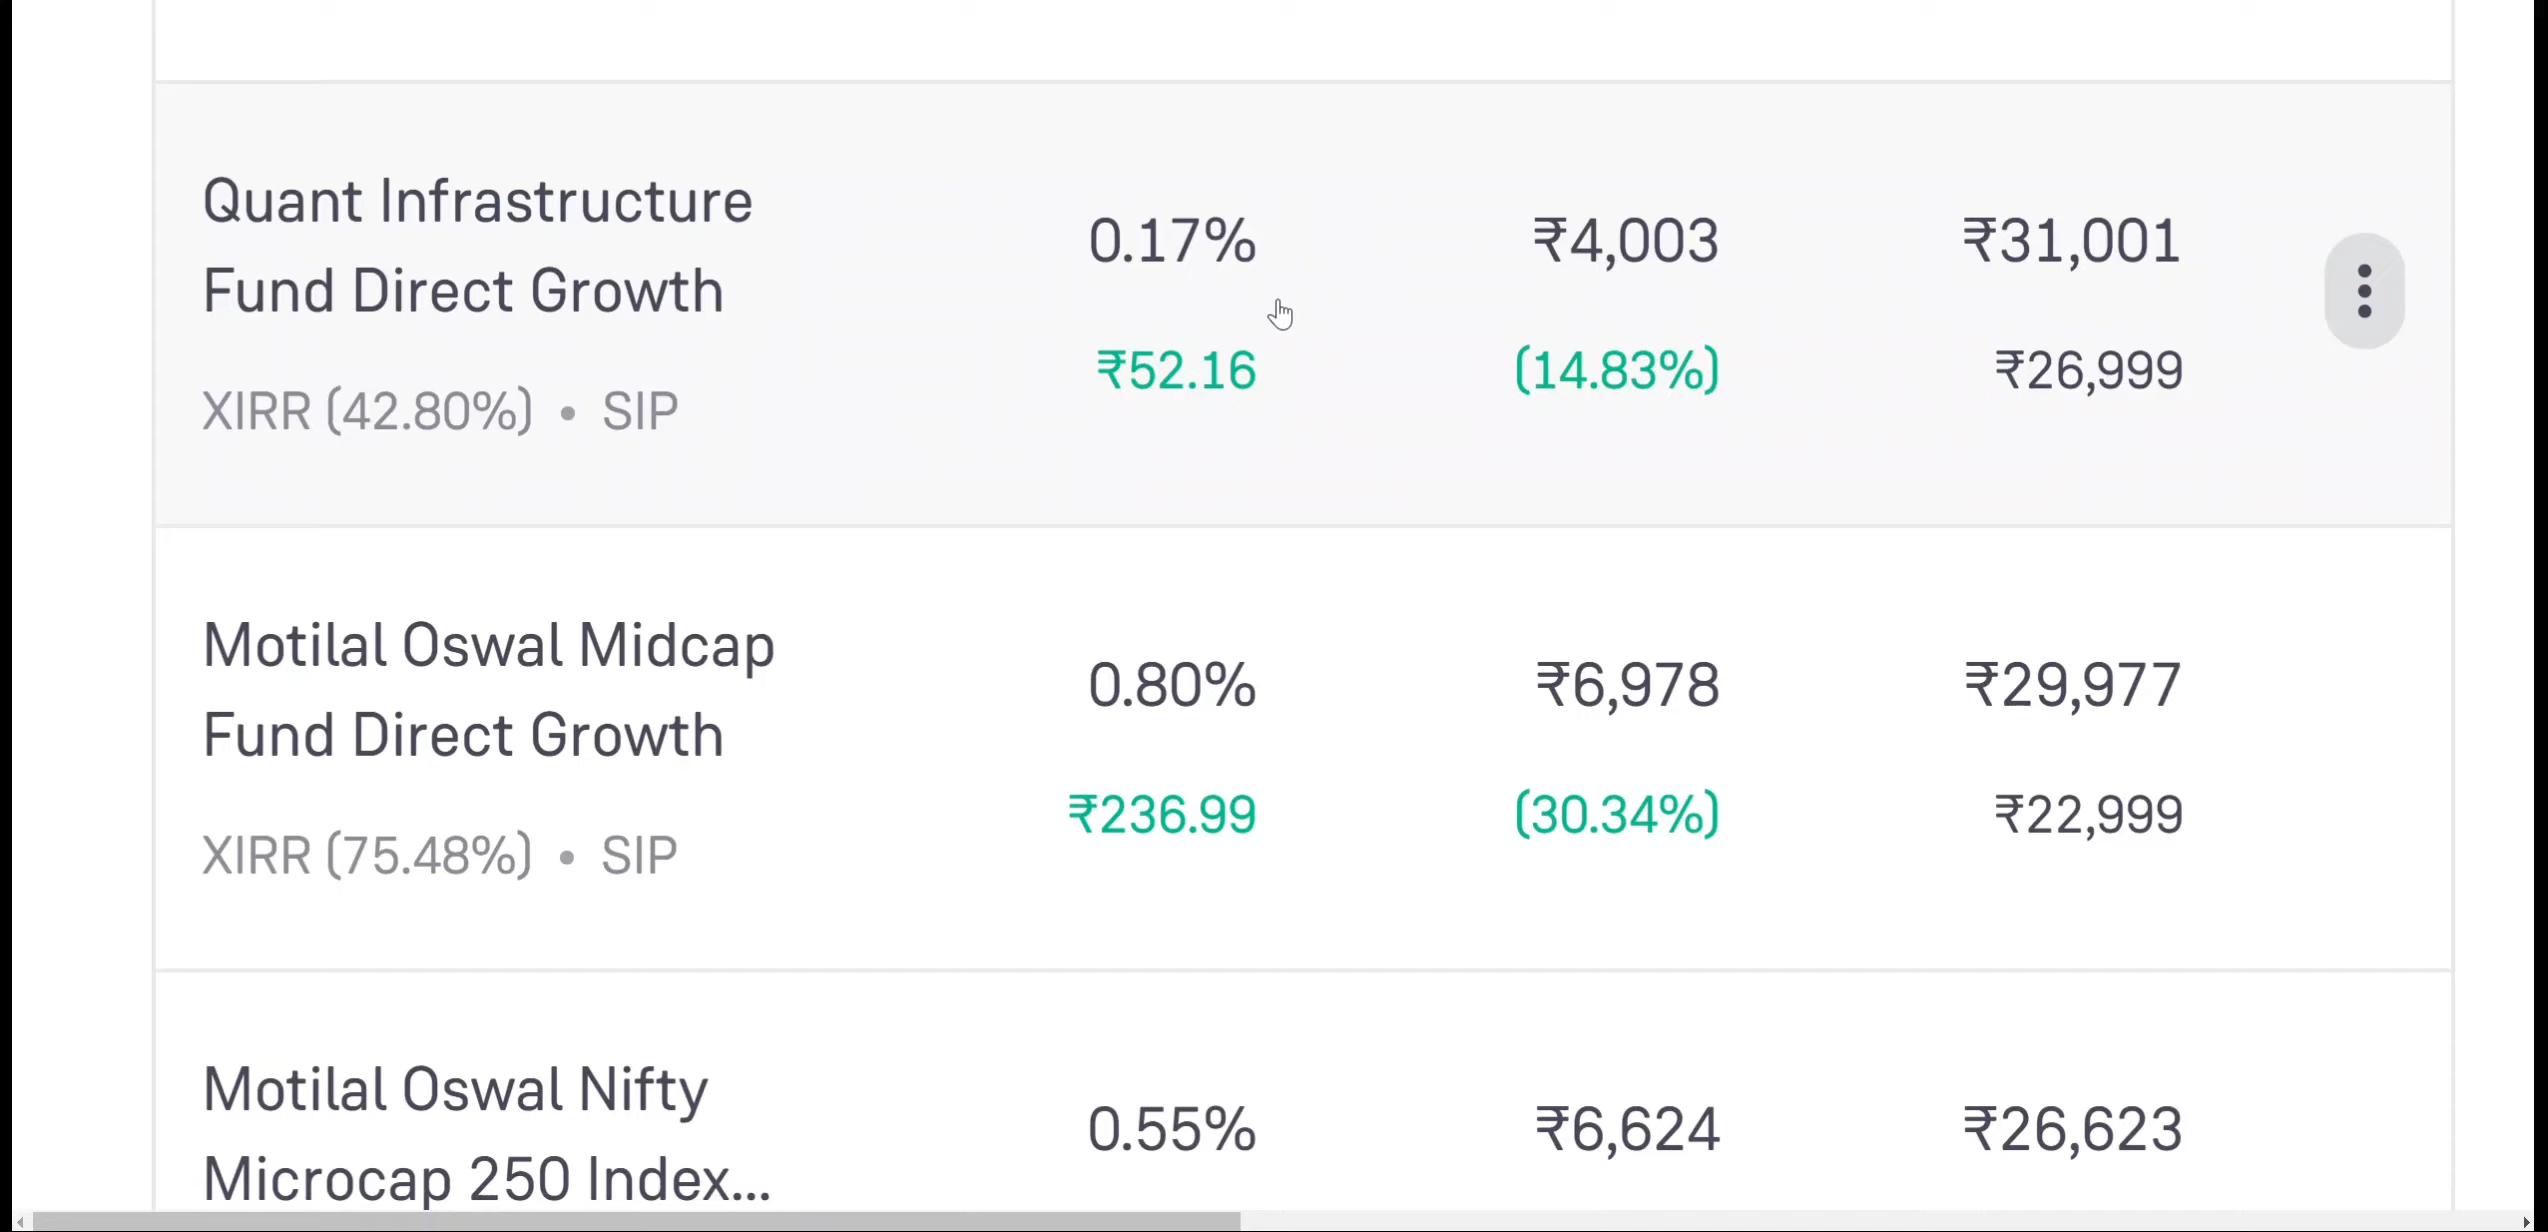 Quant Infrastructure
Fund Direct Growth
XIRR (42.80%) • SIP
0.17%
₹52.16
₹4,003
(14.83%)
₹31,001
₹26,999
Motilal Oswal Midcap
Fund Direct Growth
XIRR (75.48%) • SIP
0.80%
₹236.99
₹6,978
(30.34%)
₹29,977
₹22,999
Motilal Oswal Nifty
Microcap 250 Index...
0.55%
₹6,624
₹26,623